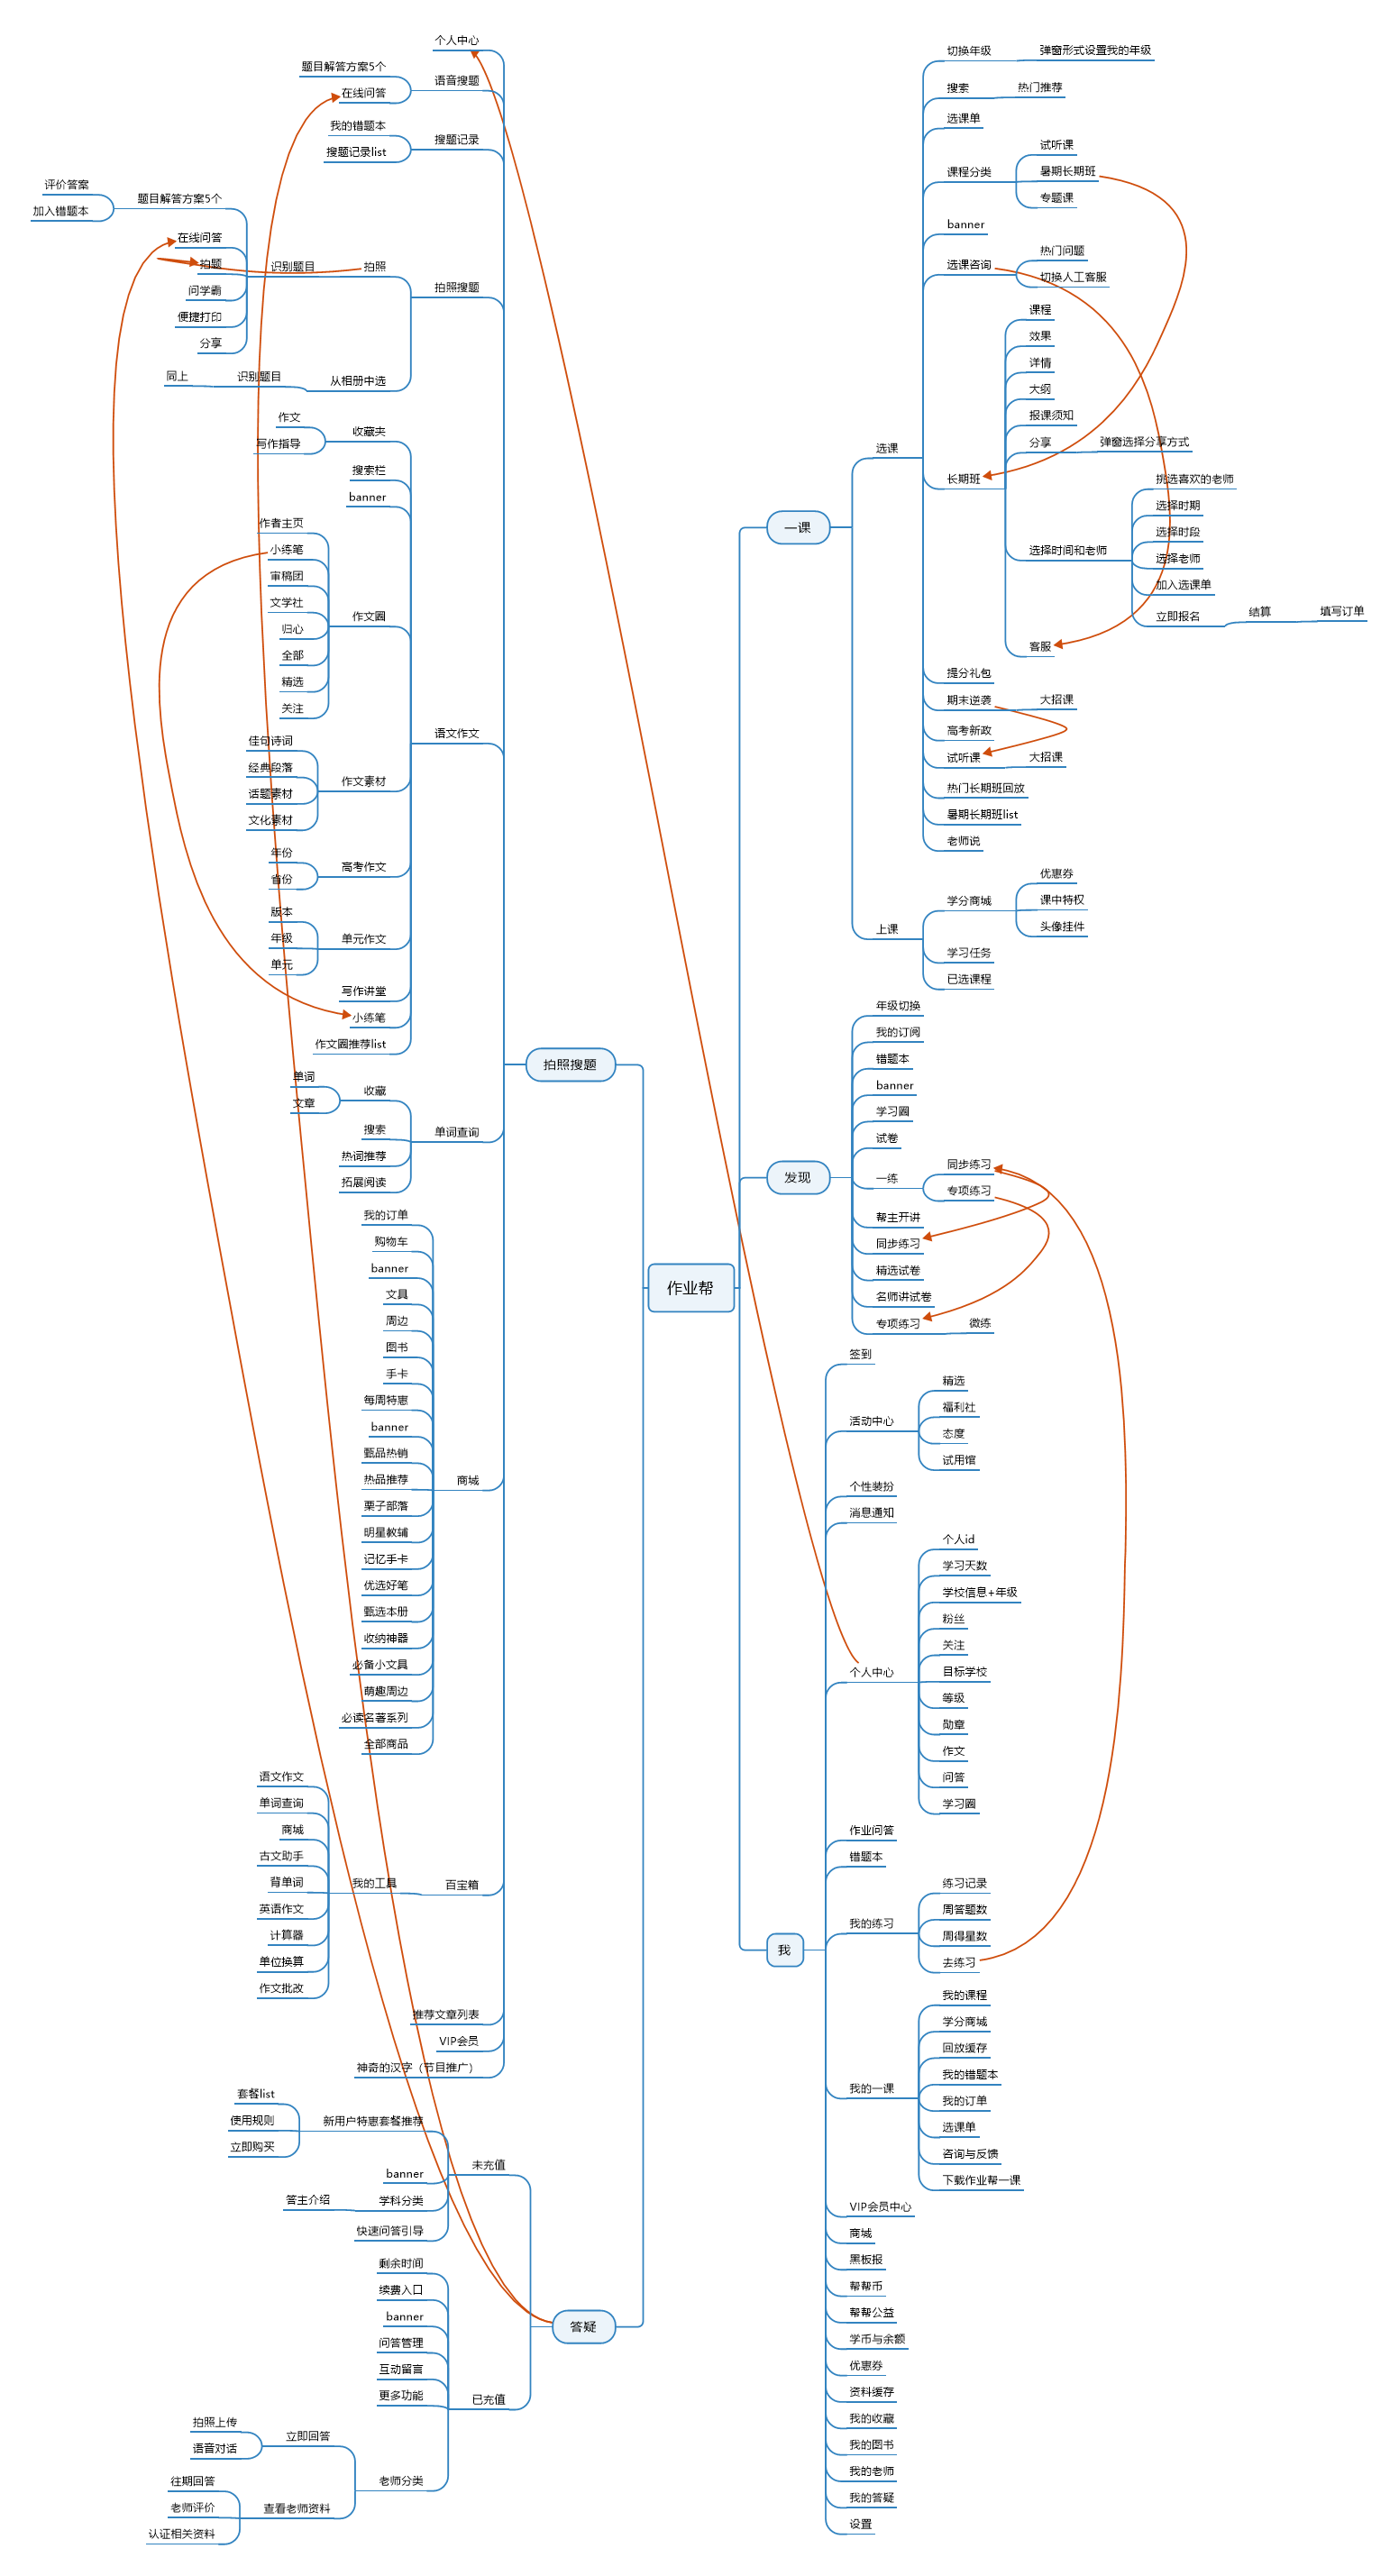 作业帮
拍照搜题
个人中心
语音搜题
题目解答方案5个
在线问答
搜题记录
我的错题本
搜题记录list
拍照搜题
拍照
识别题目
题目解答方案5个
评价答案
加入错题本
在线问答
拍题
问学霸
便捷打印
分享
从相册中选
识别题目
同上
语文作文
收藏夹
作文
写作指导
搜索栏
banner
作文圈
作者主页
小练笔
审稿团
文学社
归心
全部
精选
关注
作文素材
佳句诗词
经典段落
话题素材
文化素材
高考作文
年份
省份
单元作文
版本
年级
单元
写作讲堂
小练笔
作文圈推荐list
单词查询
收藏
单词
文章
搜索
热词推荐
拓展阅读
商城
我的订单
购物车
banner
文具
周边
图书
手卡
每周特惠
banner
甄品热销
热品推荐
栗子部落
明星教辅
记忆手卡
优选好笔
甄选本册
收纳神器
必备小文具
萌趣周边
必读名著系列
全部商品
百宝箱
我的工具
语文作文
单词查询
商城
古文助手
背单词
英语作文
计算器
单位换算
作文批改
推荐文章列表
VIP会员
神奇的汉字（节目推广）
答疑
未充值
新用户特惠套餐推荐
套餐list
使用规则
立即购买
banner
学科分类
答主介绍
快速问答引导
已充值
剩余时间
续费入口
banner
问答管理
互动留言
更多功能
老师分类
立即回答
拍照上传
语音对话
查看老师资料
往期回答
老师评价
认证相关资料
一课
选课
切换年级
弹窗形式设置我的年级
搜索
热门推荐
选课单
课程分类
试听课
暑期长期班
专题课
banner
选课咨询
热门问题
切换人工客服
长期班
课程
效果
详情
大纲
报课须知
分享
弹窗选择分享方式
选择时间和老师
挑选喜欢的老师
选择时期
选择时段
选择老师
加入选课单
立即报名
结算
填写订单
客服
提分礼包
期末逆袭
大招课
高考新政
试听课
大招课
热门长期班回放
暑期长期班list
老师说
上课
学分商城
优惠券
课中特权
头像挂件
学习任务
已选课程
发现
年级切换
我的订阅
错题本
banner
学习圈
试卷
一练
同步练习
专项练习
帮主开讲
同步练习
精选试卷
名师讲试卷
专项练习
微练
我
签到
活动中心
精选
福利社
态度
试用馆
个性装扮
消息通知
个人中心
个人id
学习天数
学校信息+年级
粉丝
关注
目标学校
等级
勋章
作文
问答
学习圈
作业问答
错题本
我的练习
练习记录
周答题数
周得星数
去练习
我的一课
我的课程
学分商城
回放缓存
我的错题本
我的订单
选课单
咨询与反馈
下载作业帮一课
VIP会员中心
商城
黑板报
帮帮币
帮帮公益
学币与余额
优惠券
资料缓存
我的收藏
我的图书
我的老师
我的答疑
设置